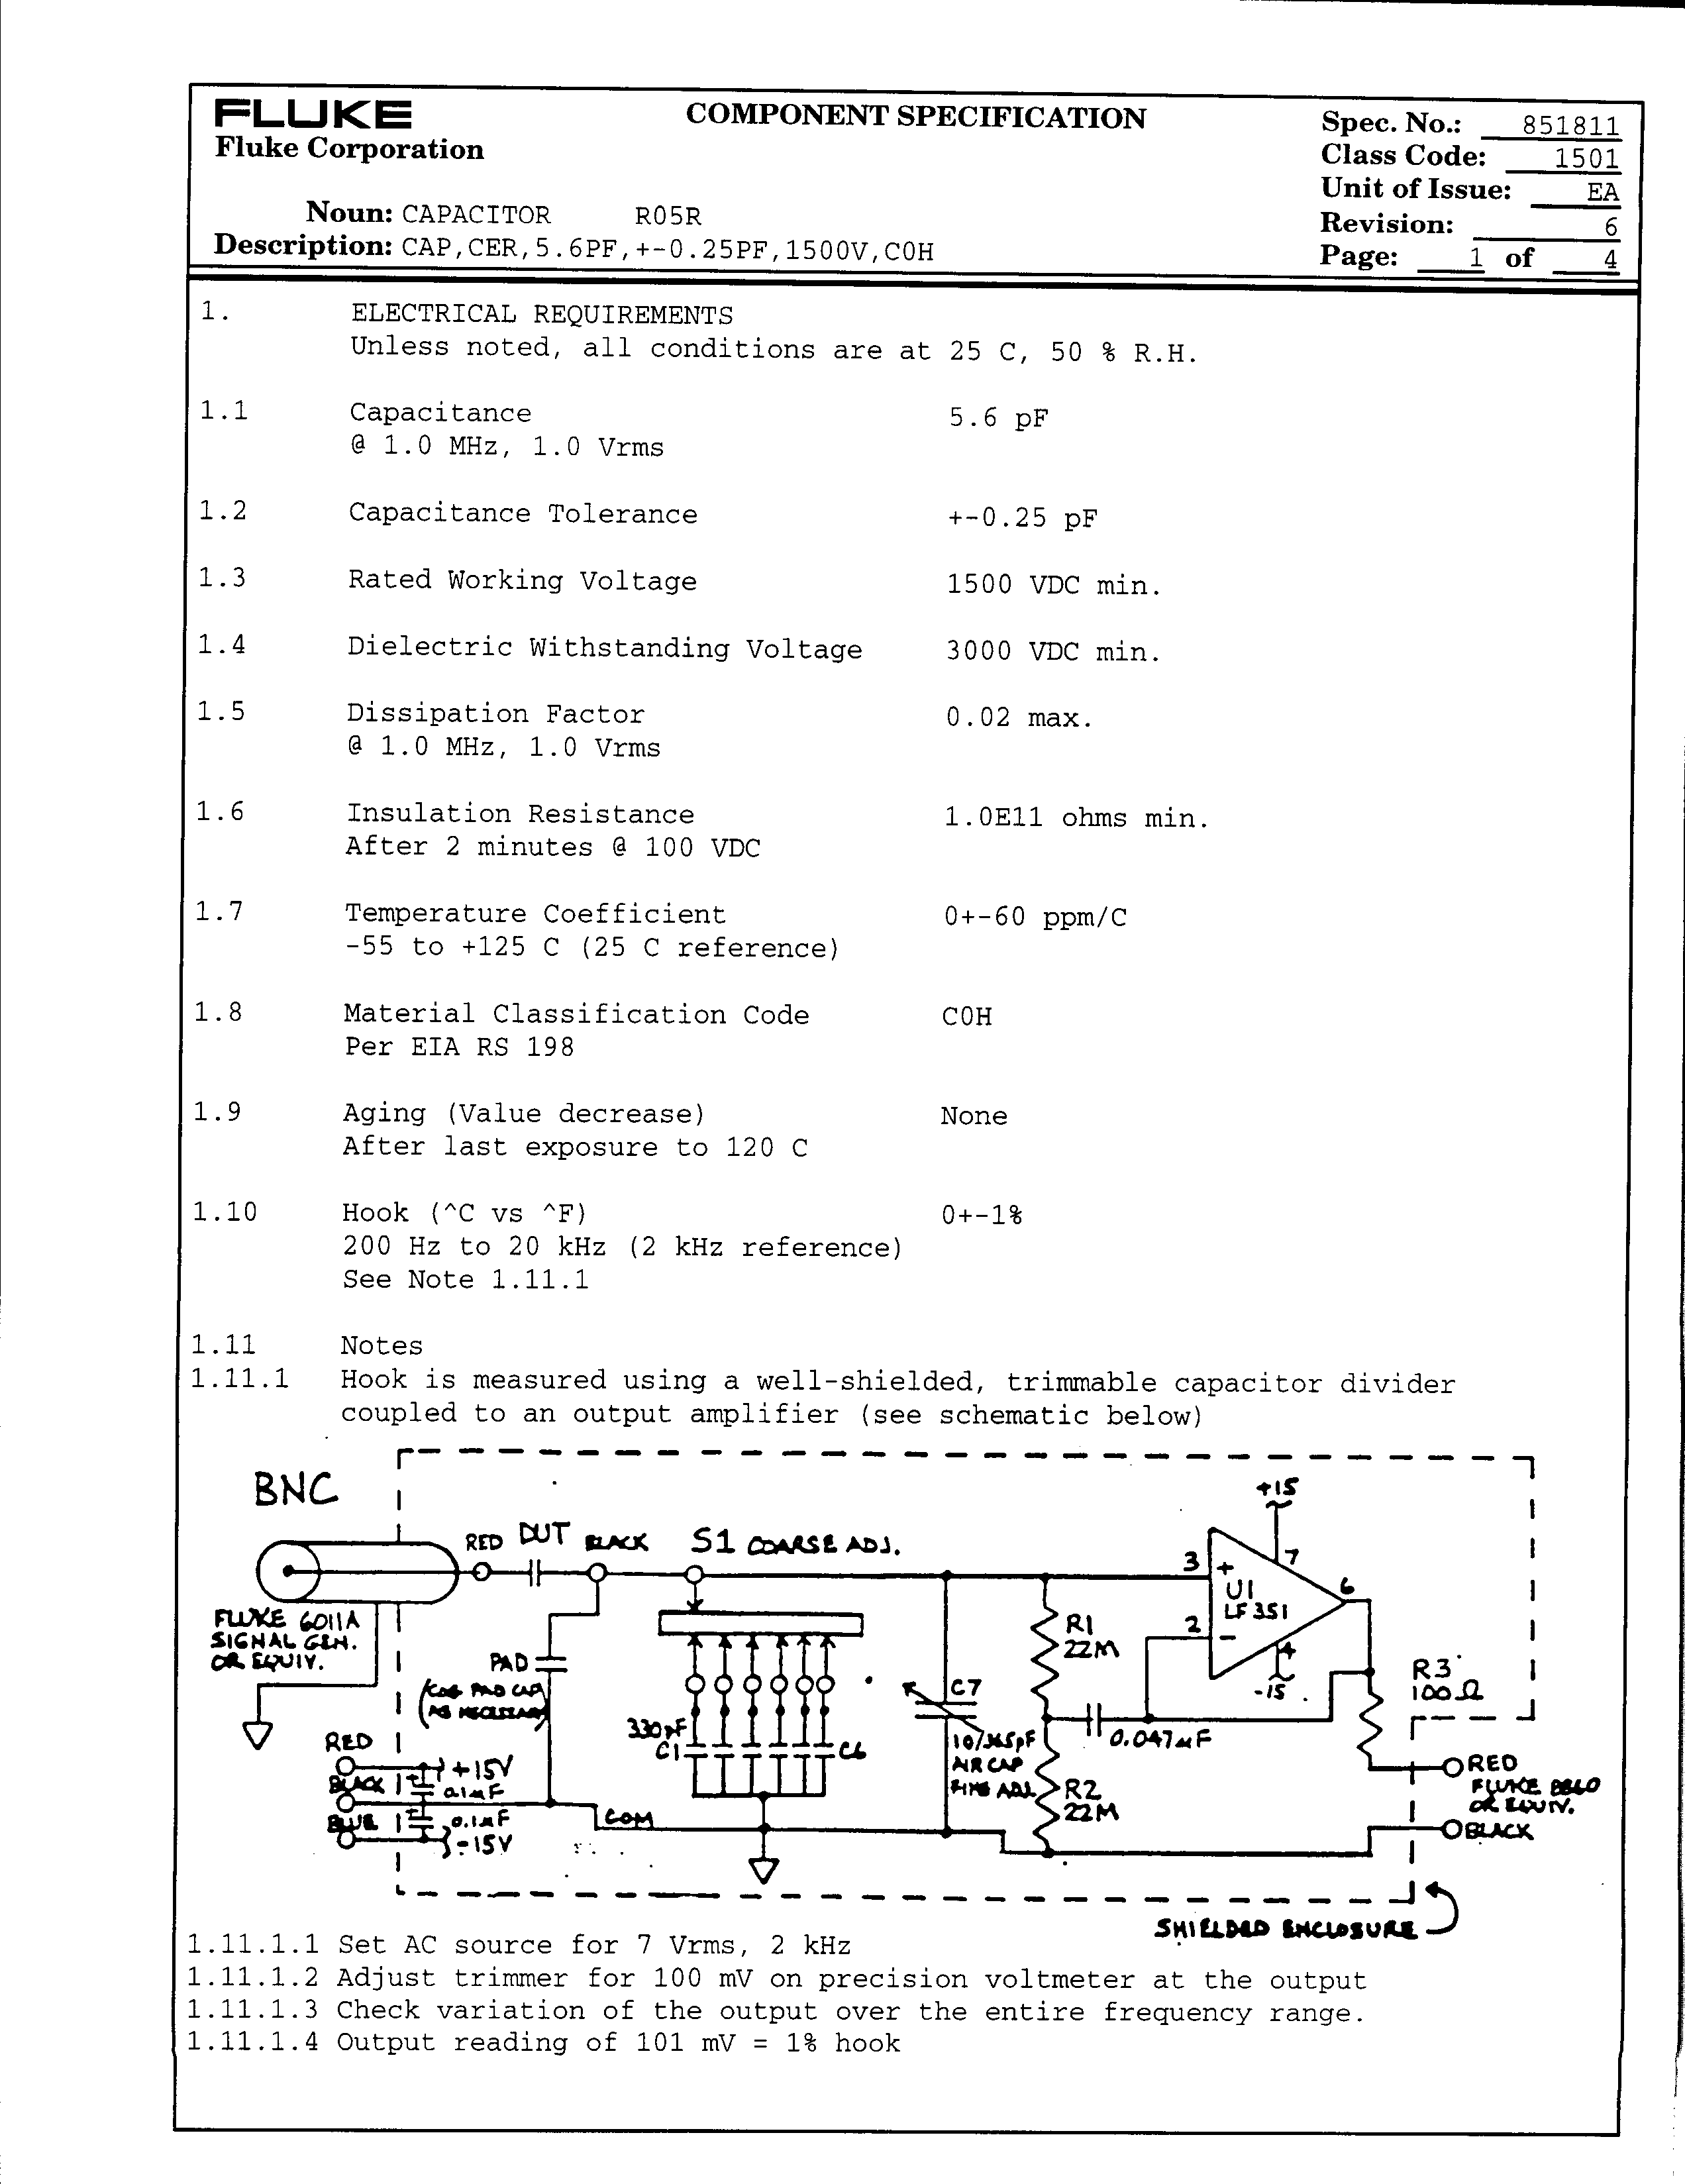 FLUKE
Fluke Corporation
COMPONENT SPECIFICATION
Spec. No.: 851811
Class Code: 1501
Unit of Issue: EA
Revision: 6
Page: 1 of 4
Noun: CAPACITOR R05R
Description: CAP,CER,5.6PF,+-0.25PF,1500V,C0H
1. ELECTRICAL REQUIREMENTS
Unless noted, all conditions are at 25 C, 50 % R.H.
1.1 Capacitance 5.6 pF
@ 1.0 MHz, 1.0 Vrms
1.2 Capacitance Tolerance +-0.25 pF
1.3 Rated Working Voltage 1500 VDC min.
1.4 Dielectric Withstanding Voltage 3000 VDC min.
1.5 Dissipation Factor 0.02 max.
@ 1.0 MHz, 1.0 Vrms
1.6 Insulation Resistance 1.0E11 ohms min.
After 2 minutes @ 100 VDC
1.7 Temperature Coefficient 0+-60 ppm/C
-55 to +125 C (25 C reference)
1.8 Material Classification Code C0H
Per EIA RS 198
1.9 Aging (Value decrease) None
After last exposure to 120 C
1.10 Hook (^C vs ^F) 0+-1%
200 Hz to 20 kHz (2 kHz reference)
See Note 1.11.1
1.11 Notes
1.11.1 Hook is measured using a well-shielded, trimmable capacitor divider
coupled to an output amplifier (see schematic below)
BNC
RED DUT BLACK S1 COARSE ADJ.
+15
3 + 7
U1
LF351
6
2 -
4
-15
FLUKE 6011A
SIGNAL GEN.
OR EQUIV.
PAD
(COG PAD CAP
AS NECESSARY)
330pF
C1 C6
C7
10/365pF
AIR CAP
FINE ADJ.
R1
22M
0.047µF
R2
22M
R3
100Ω
RED
BLACK
BLUE
+15V
0.1µF
0.1µF
-15V
COM
RED
FLUKE 8860
OR EQUIV.
BLACK
SHIELDED ENCLOSURE
1.11.1.1 Set AC source for 7 Vrms, 2 kHz
1.11.1.2 Adjust trimmer for 100 mV on precision voltmeter at the output
1.11.1.3 Check variation of the output over the entire frequency range.
1.11.1.4 Output reading of 101 mV = 1% hook